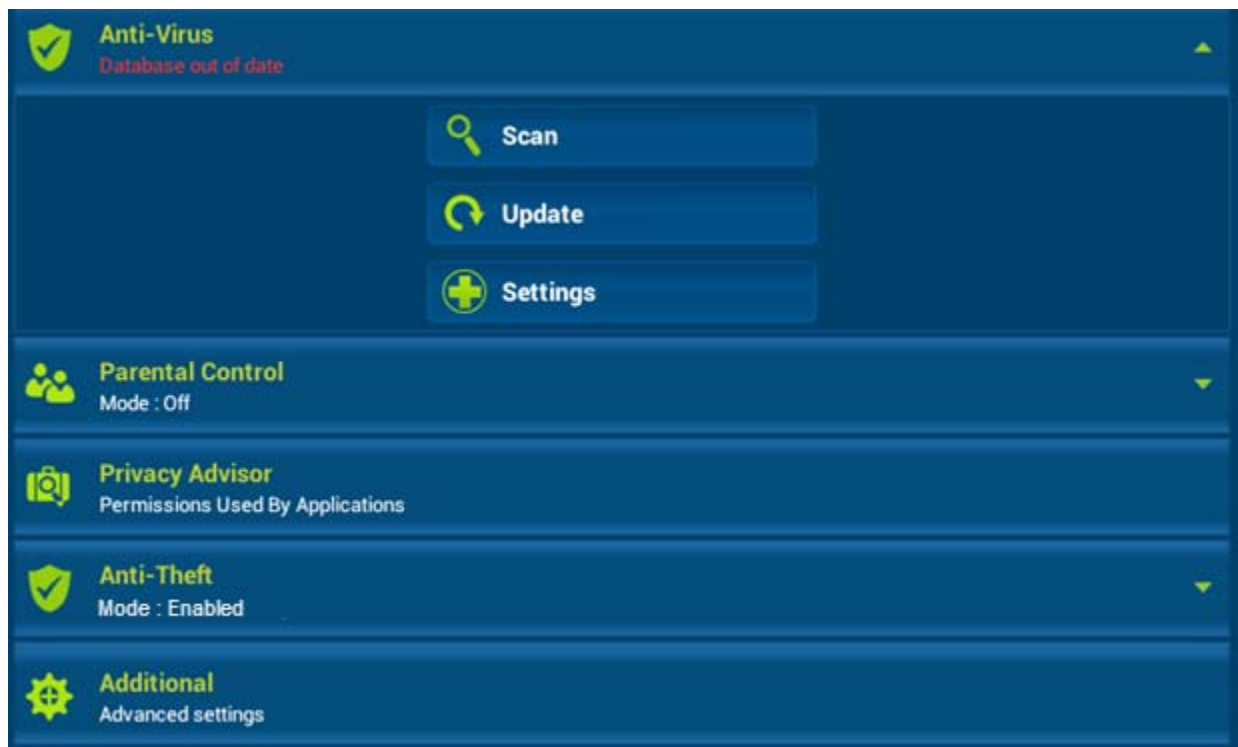 Anti-Virus
Database out of date
Scan
Update
Settings
Parental Control
Mode : Off
Privacy Advisor
Permissions Used By Applications
Anti-Theft
Mode : Enabled
Additional
Advanced settings